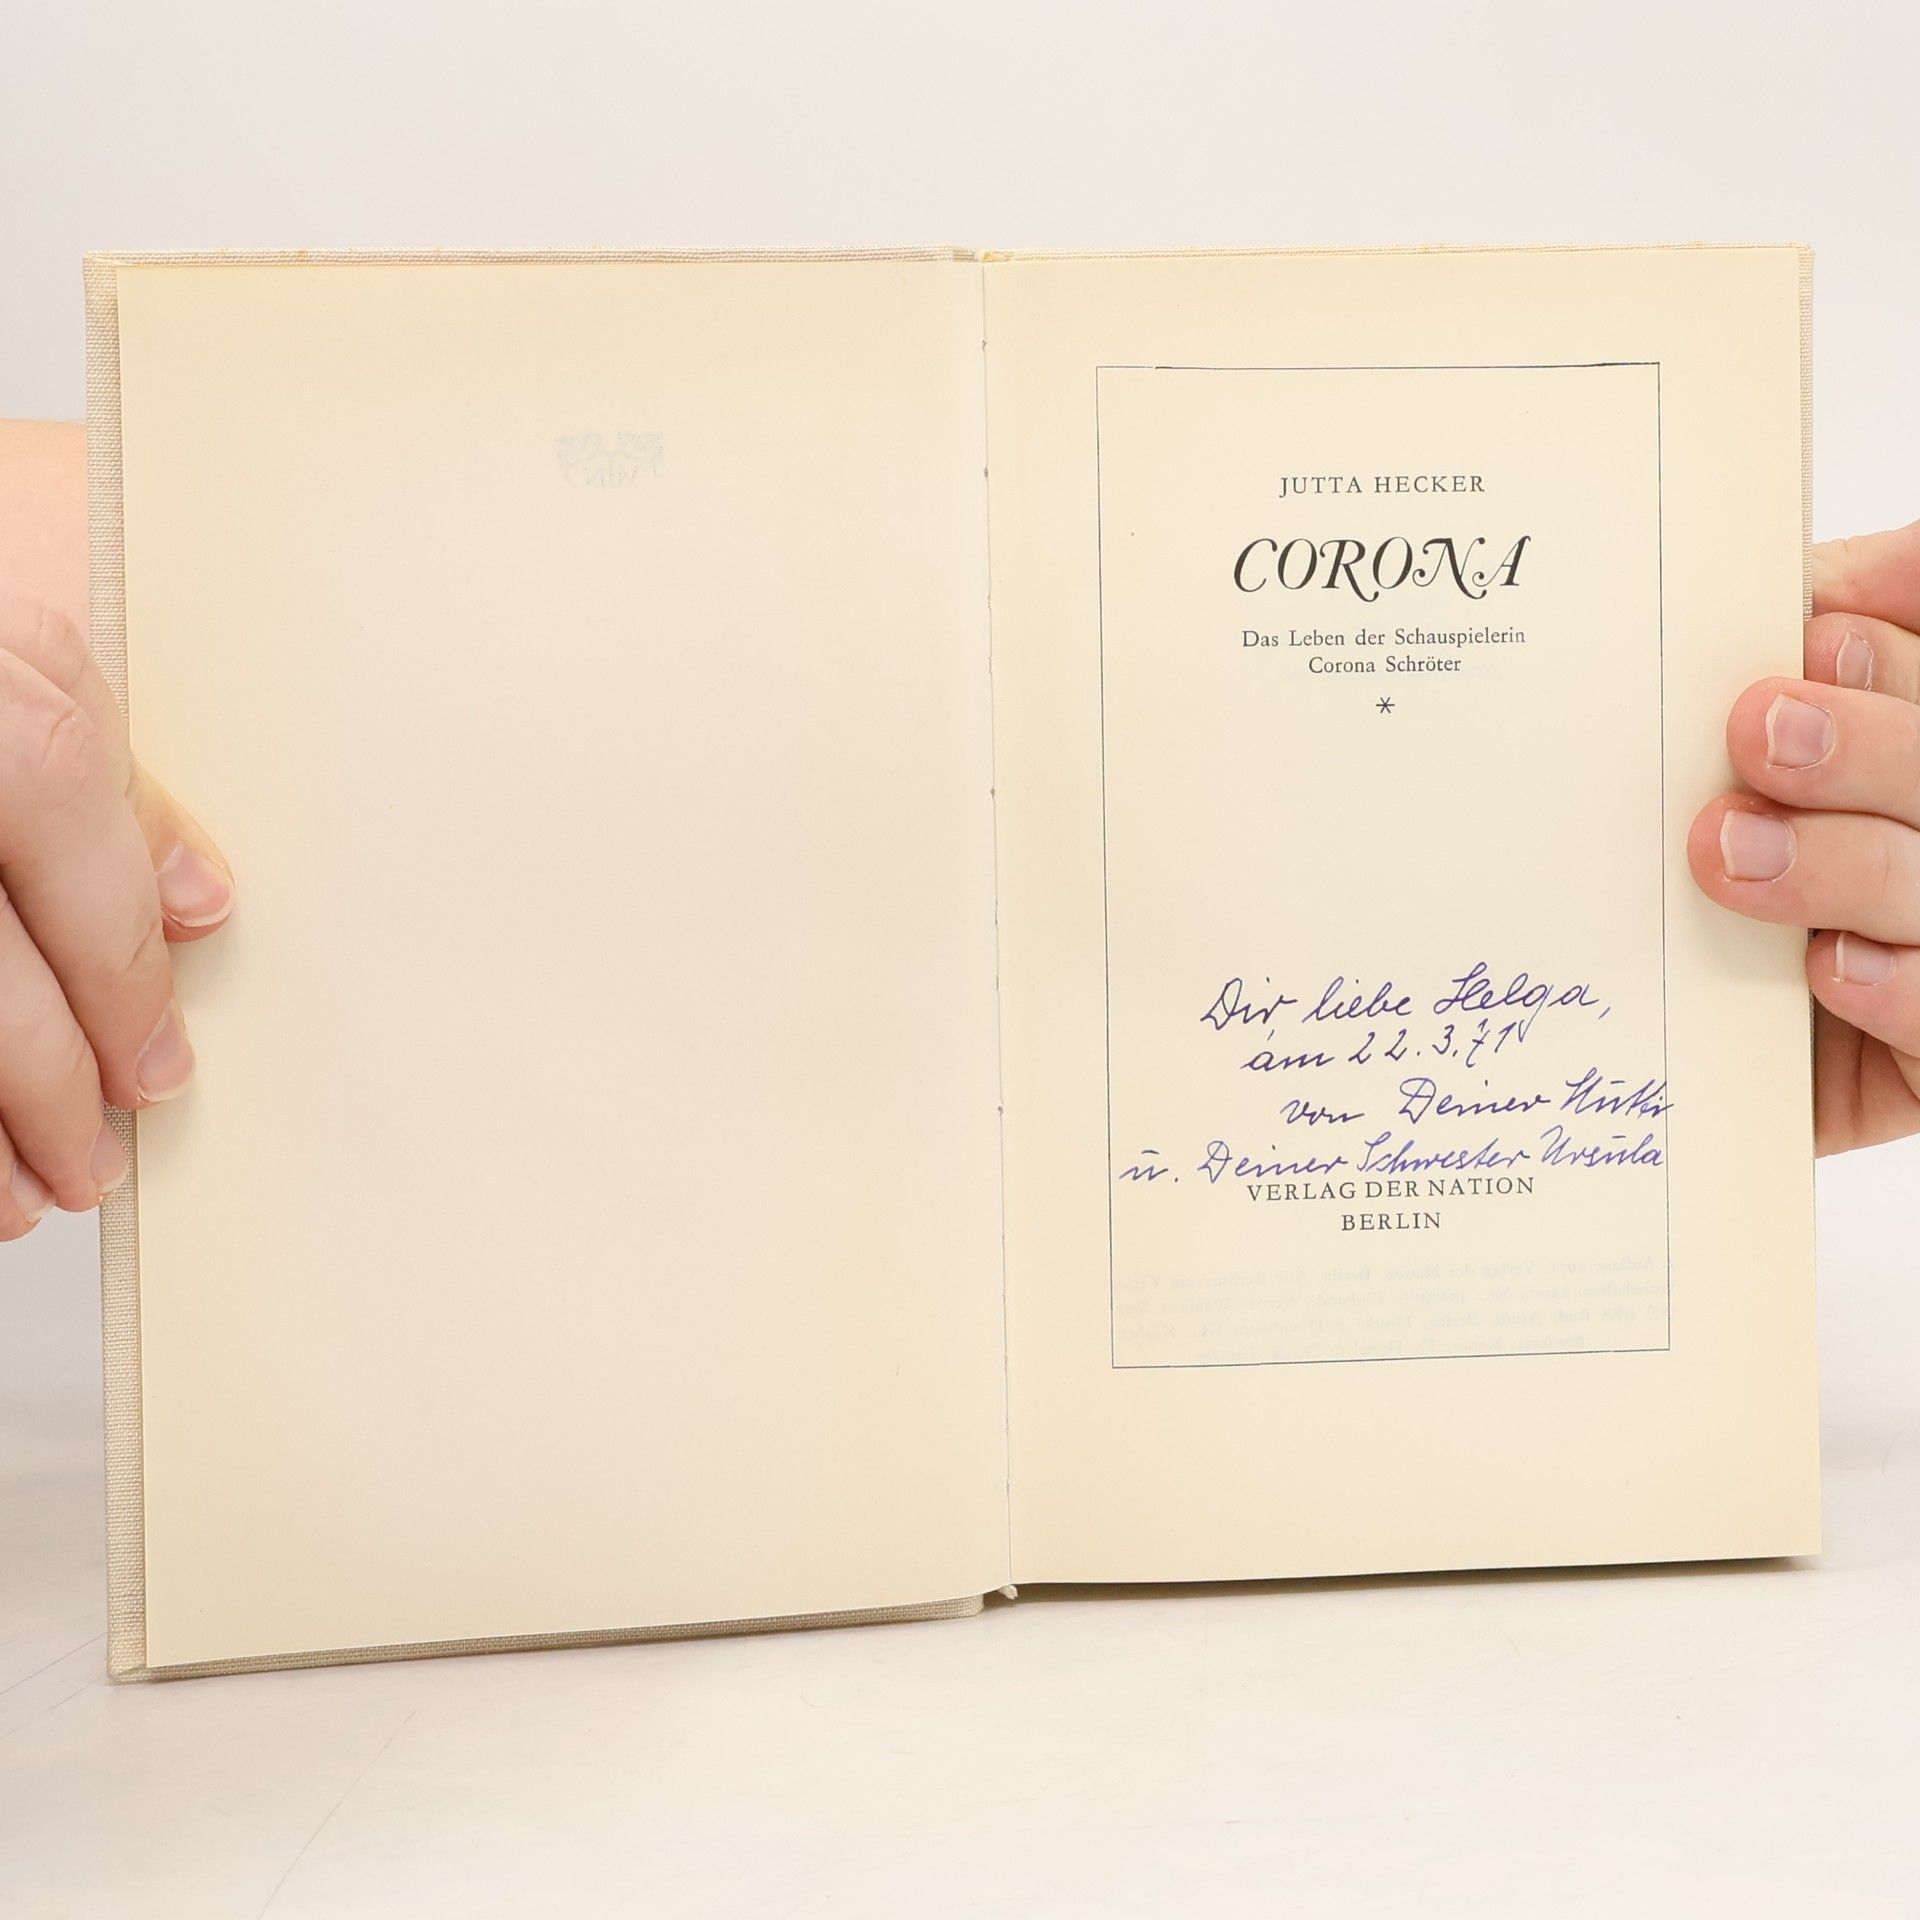 JUTTA HECKER
CORONA
Das Leben der Schauspielerin
Corona Schröter
*
Dir, liebe Helga,
am 22.3.71
von Deiner Mutti
u. Deiner Schwester Ursula
VERLAG DER NATION
BERLIN